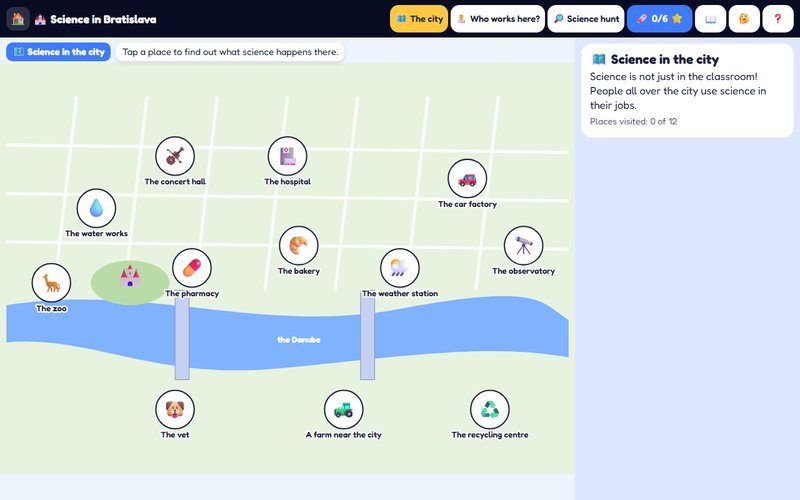 Science in Bratislava
The city
Who works here?
Science hunt
0/6
Science in the city
Tap a place to find out what science happens there.
Science in the city
Science is not just in the classroom!
People all over the city use science in
their jobs.
Places visited: 0 of 12
The concert hall
The hospital
The car factory
The water works
The bakery
The observatory
The pharmacy
The weather station
The zoo
the Danube
The vet
A farm near the city
The recycling centre